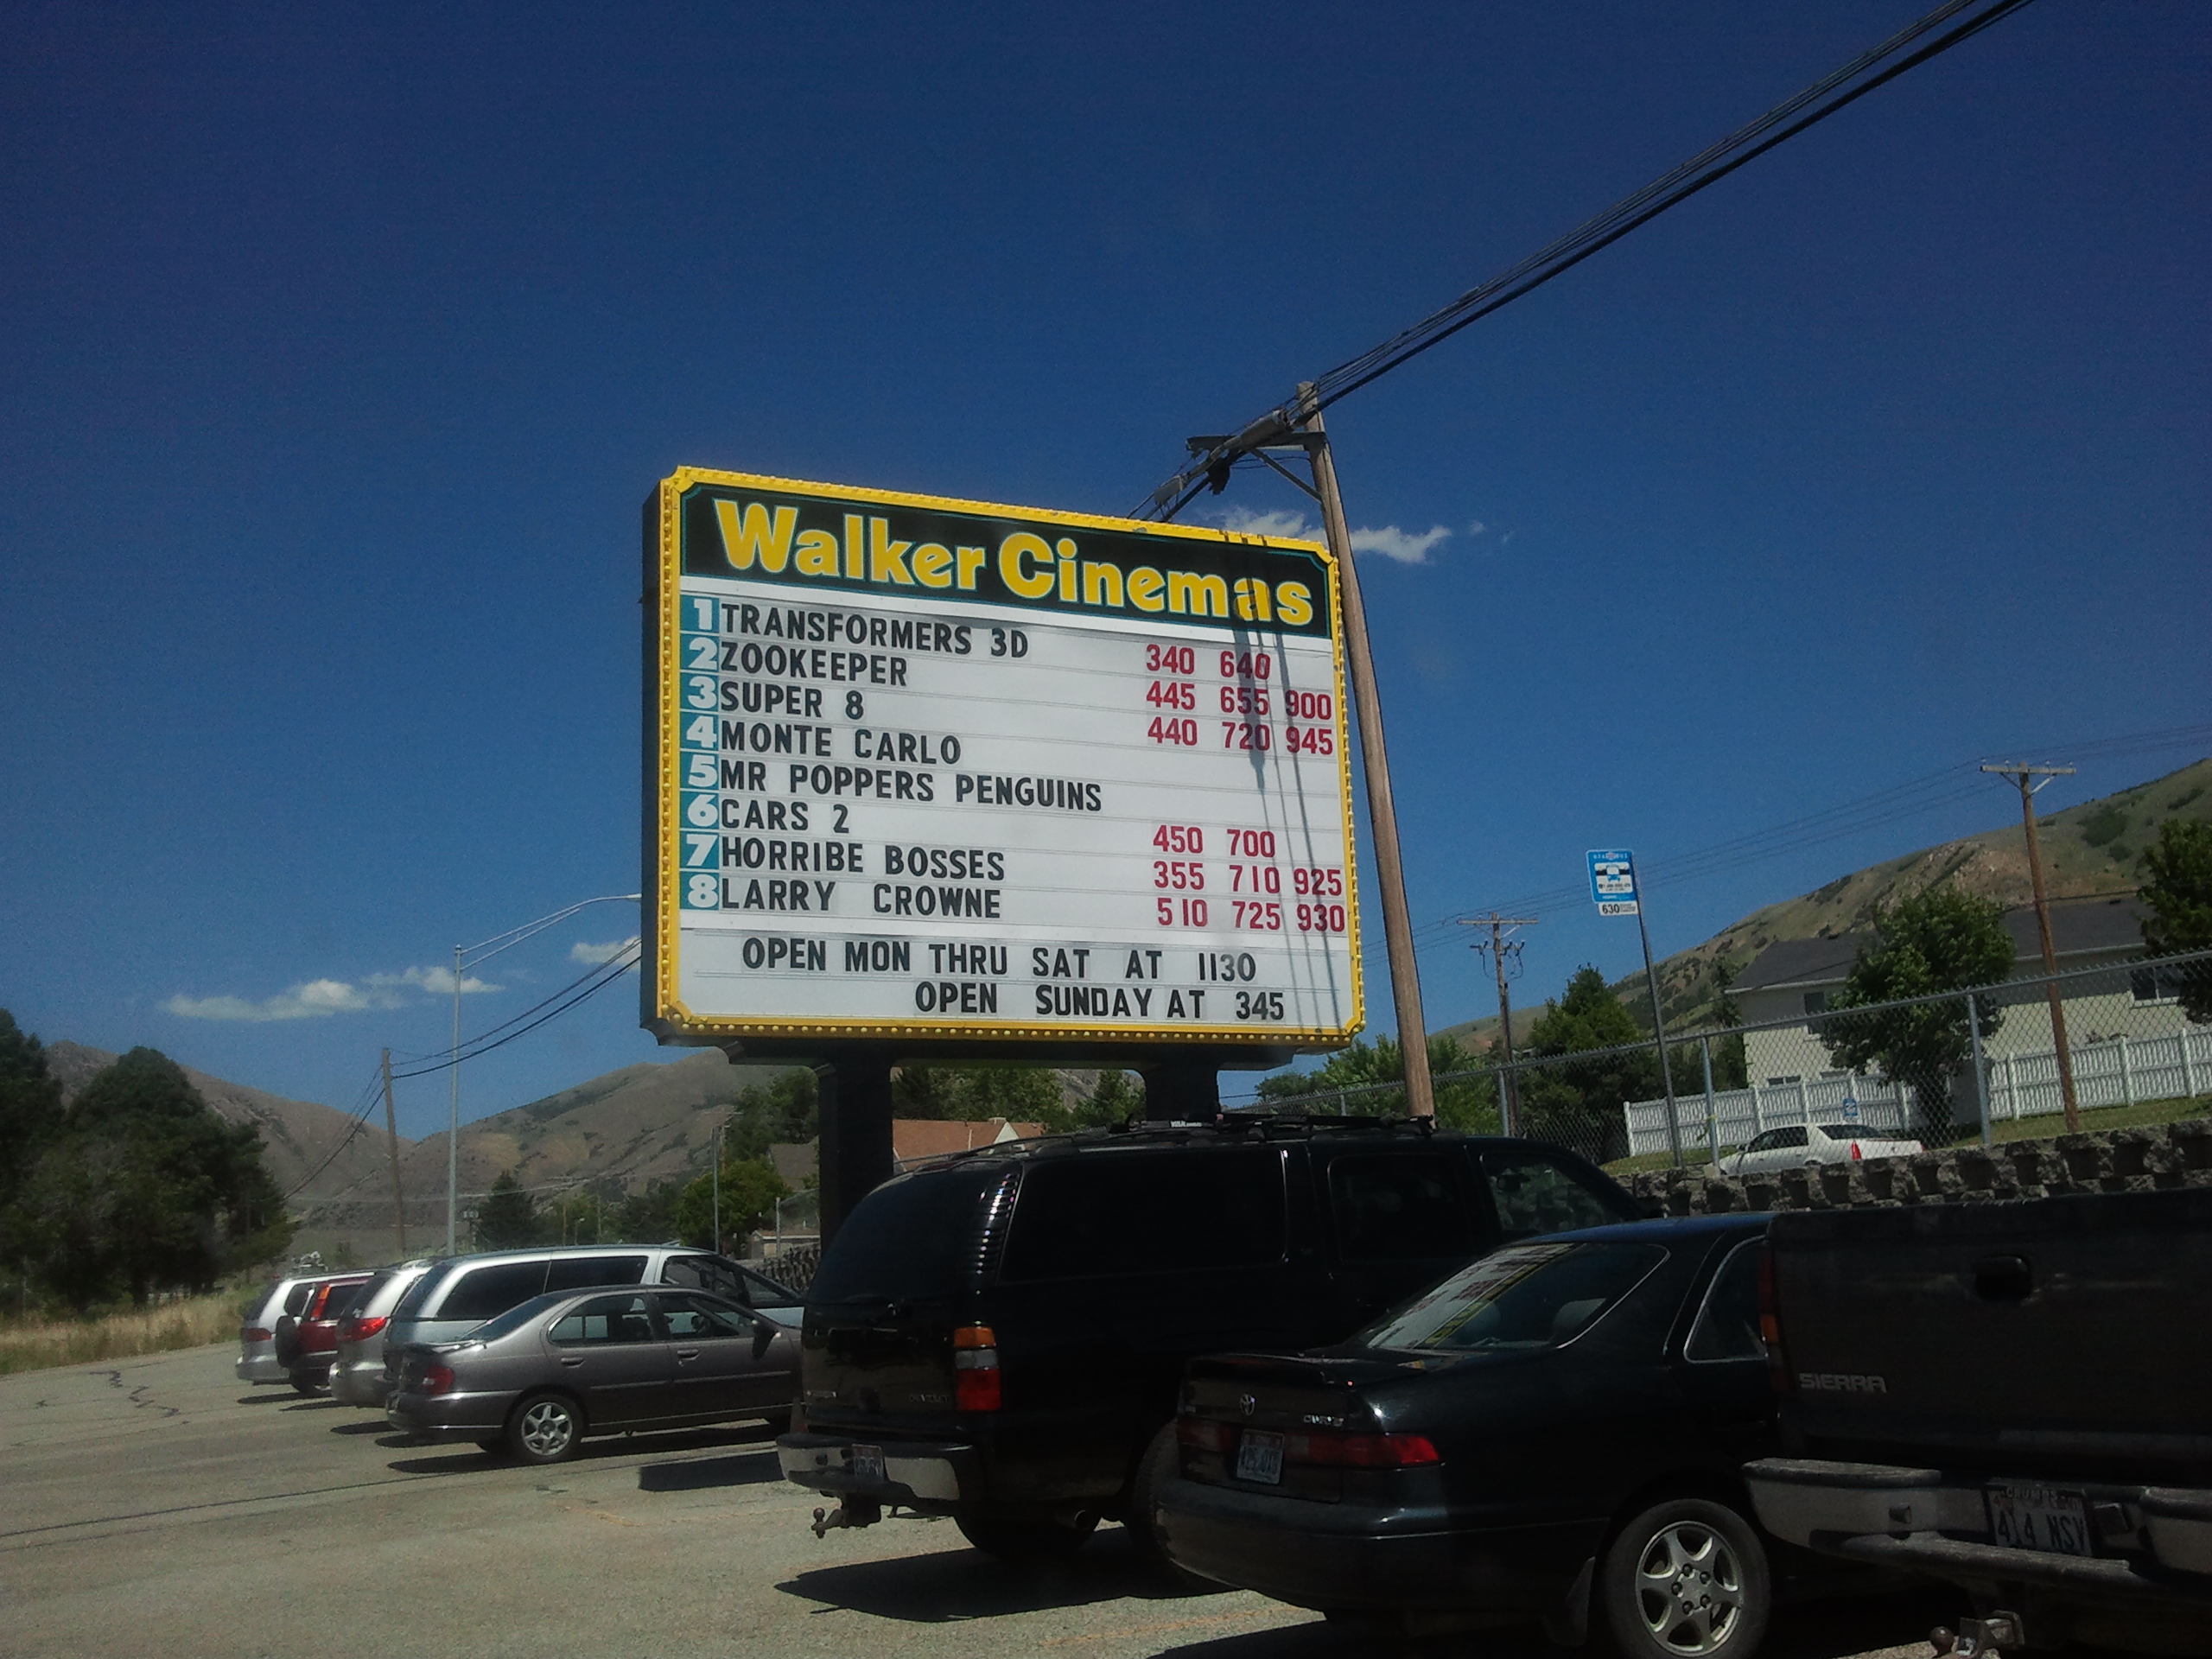 Walker Cinemas
1 TRANSFORMERS 3D 340 640
2 ZOOKEEPER 445 655 900
3 SUPER 8 440 720 945
4 MONTE CARLO
5 MR POPPERS PENGUINS
6 CARS 2 450 700
7 HORRIBE BOSSES 355 710 925
8 LARRY CROWNE 510 725 930
OPEN MON THRU SAT AT 1130
OPEN SUNDAY AT 345
630
SIERRA
414 NSV